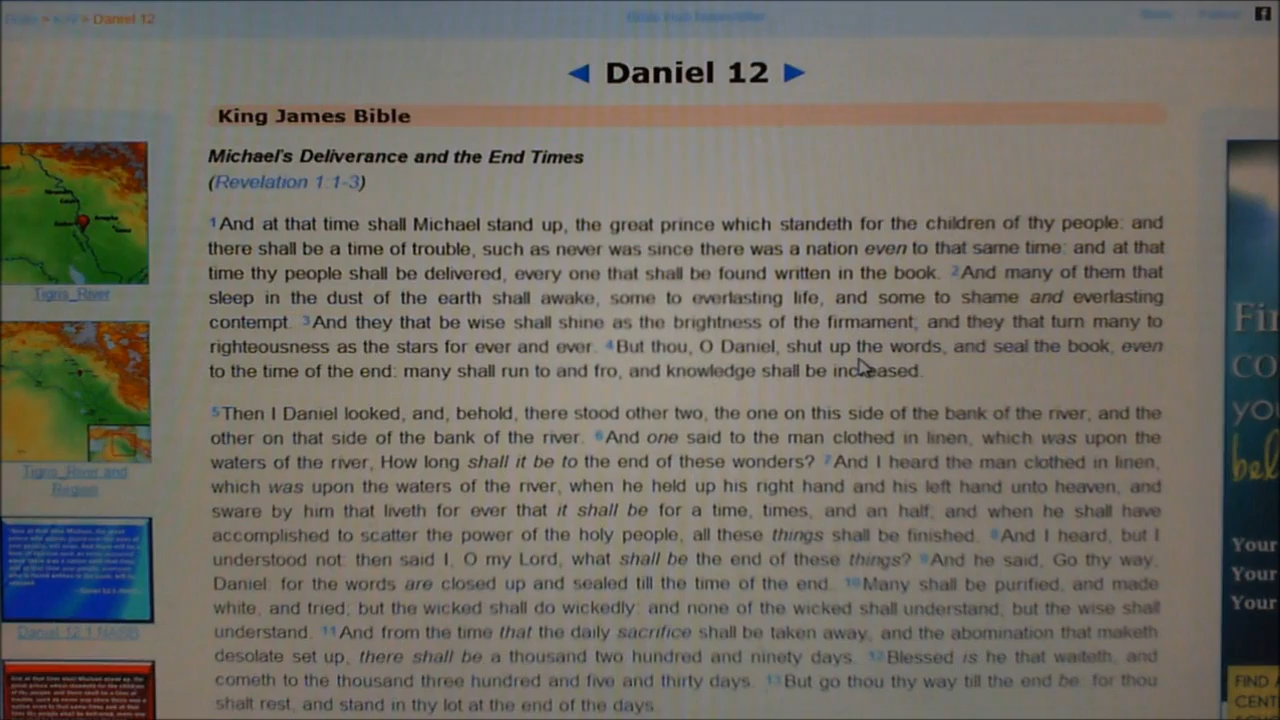 > Daniel 12
Daniel 12
King James Bible
Michael's Deliverance and the End Times
(Revelation 1:1-3)
1And at that time shall Michael stand up, the great prince which standeth for the children of thy people: and
there shall be a time of trouble, such as never was since there was a nation even to that same time: and at that
time thy people shall be delivered, every one that shall be found written in the book. 2And many of them that
sleep in the dust of the earth shall awake, some to everlasting life, and some to shame and everlasting
contempt. 3And they that be wise shall shine as the brightness of the firmament; and they that turn many to
righteousness as the stars for ever and ever. 4But thou, O Daniel, shut up the words, and seal the book, even
to the time of the end: many shall run to and fro, and knowledge shall be increased.
5Then I Daniel looked, and, behold, there stood other two, the one on this side of the bank of the river, and the
other on that side of the bank of the river. 6And one said to the man clothed in linen, which was upon the
waters of the river, How long shall it be to the end of these wonders? 7And I heard the man clothed in linen,
which was upon the waters of the river, when he held up his right hand and his left hand unto heaven, and
sware by him that liveth for ever that it shall be for a time, times, and an half; and when he shall have
accomplished to scatter the power of the holy people, all these things shall be finished. 8And I heard, but I
understood not: then said I, O my Lord, what shall be the end of these things? 9And he said, Go thy way,
Daniel: for the words are closed up and sealed till the time of the end. 10Many shall be purified, and made
white, and tried; but the wicked shall do wickedly: and none of the wicked shall understand; but the wise shall
understand. 11And from the time that the daily sacrifice shall be taken away, and the abomination that maketh
desolate set up, there shall be a thousand two hundred and ninety days. 12Blessed is he that waiteth, and
cometh to the thousand three hundred and five and thirty days. 13But go thou thy way till the end be: for thou
shalt rest, and stand in thy lot at the end of the days.
Tigris_River
Tigris_River and
Region
Daniel 12:1 NASB
Your
Your
Your
FIND